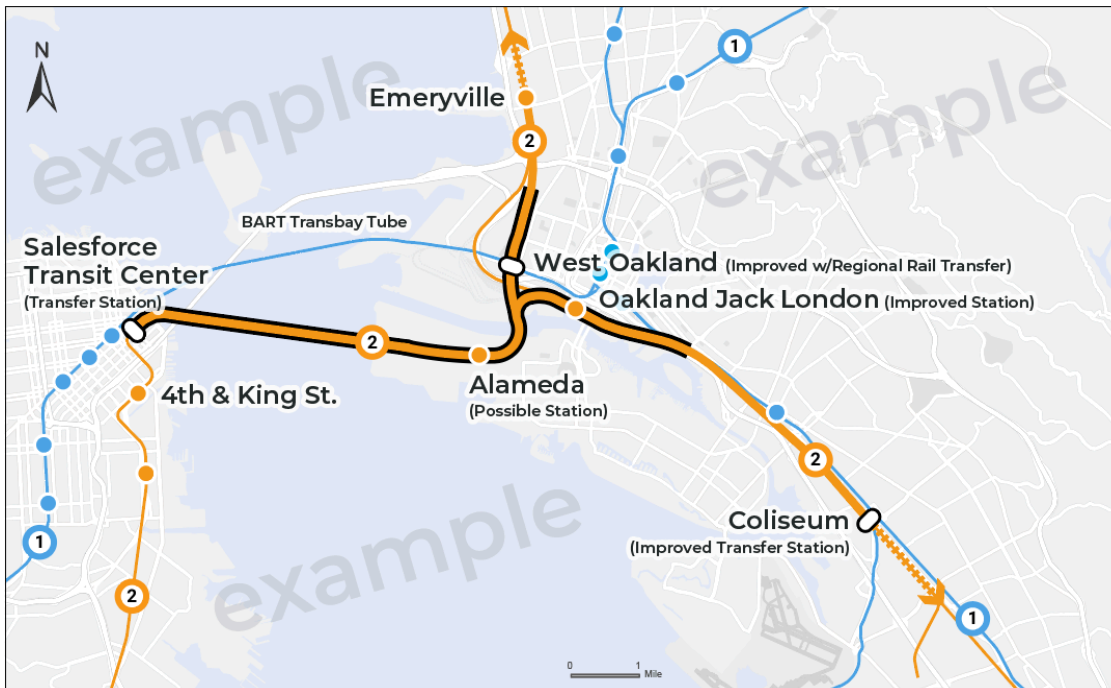 N
1
example
example
Emeryville
2
BART Transbay Tube
Salesforce
Transit Center
(Transfer Station)
West Oakland (Improved w/Regional Rail Transfer)
Oakland Jack London (Improved Station)
2
4th & King St.
Alameda
(Possible Station)
2
Coliseum
(Improved Transfer Station)
example
1
2
1
0 1
Mile